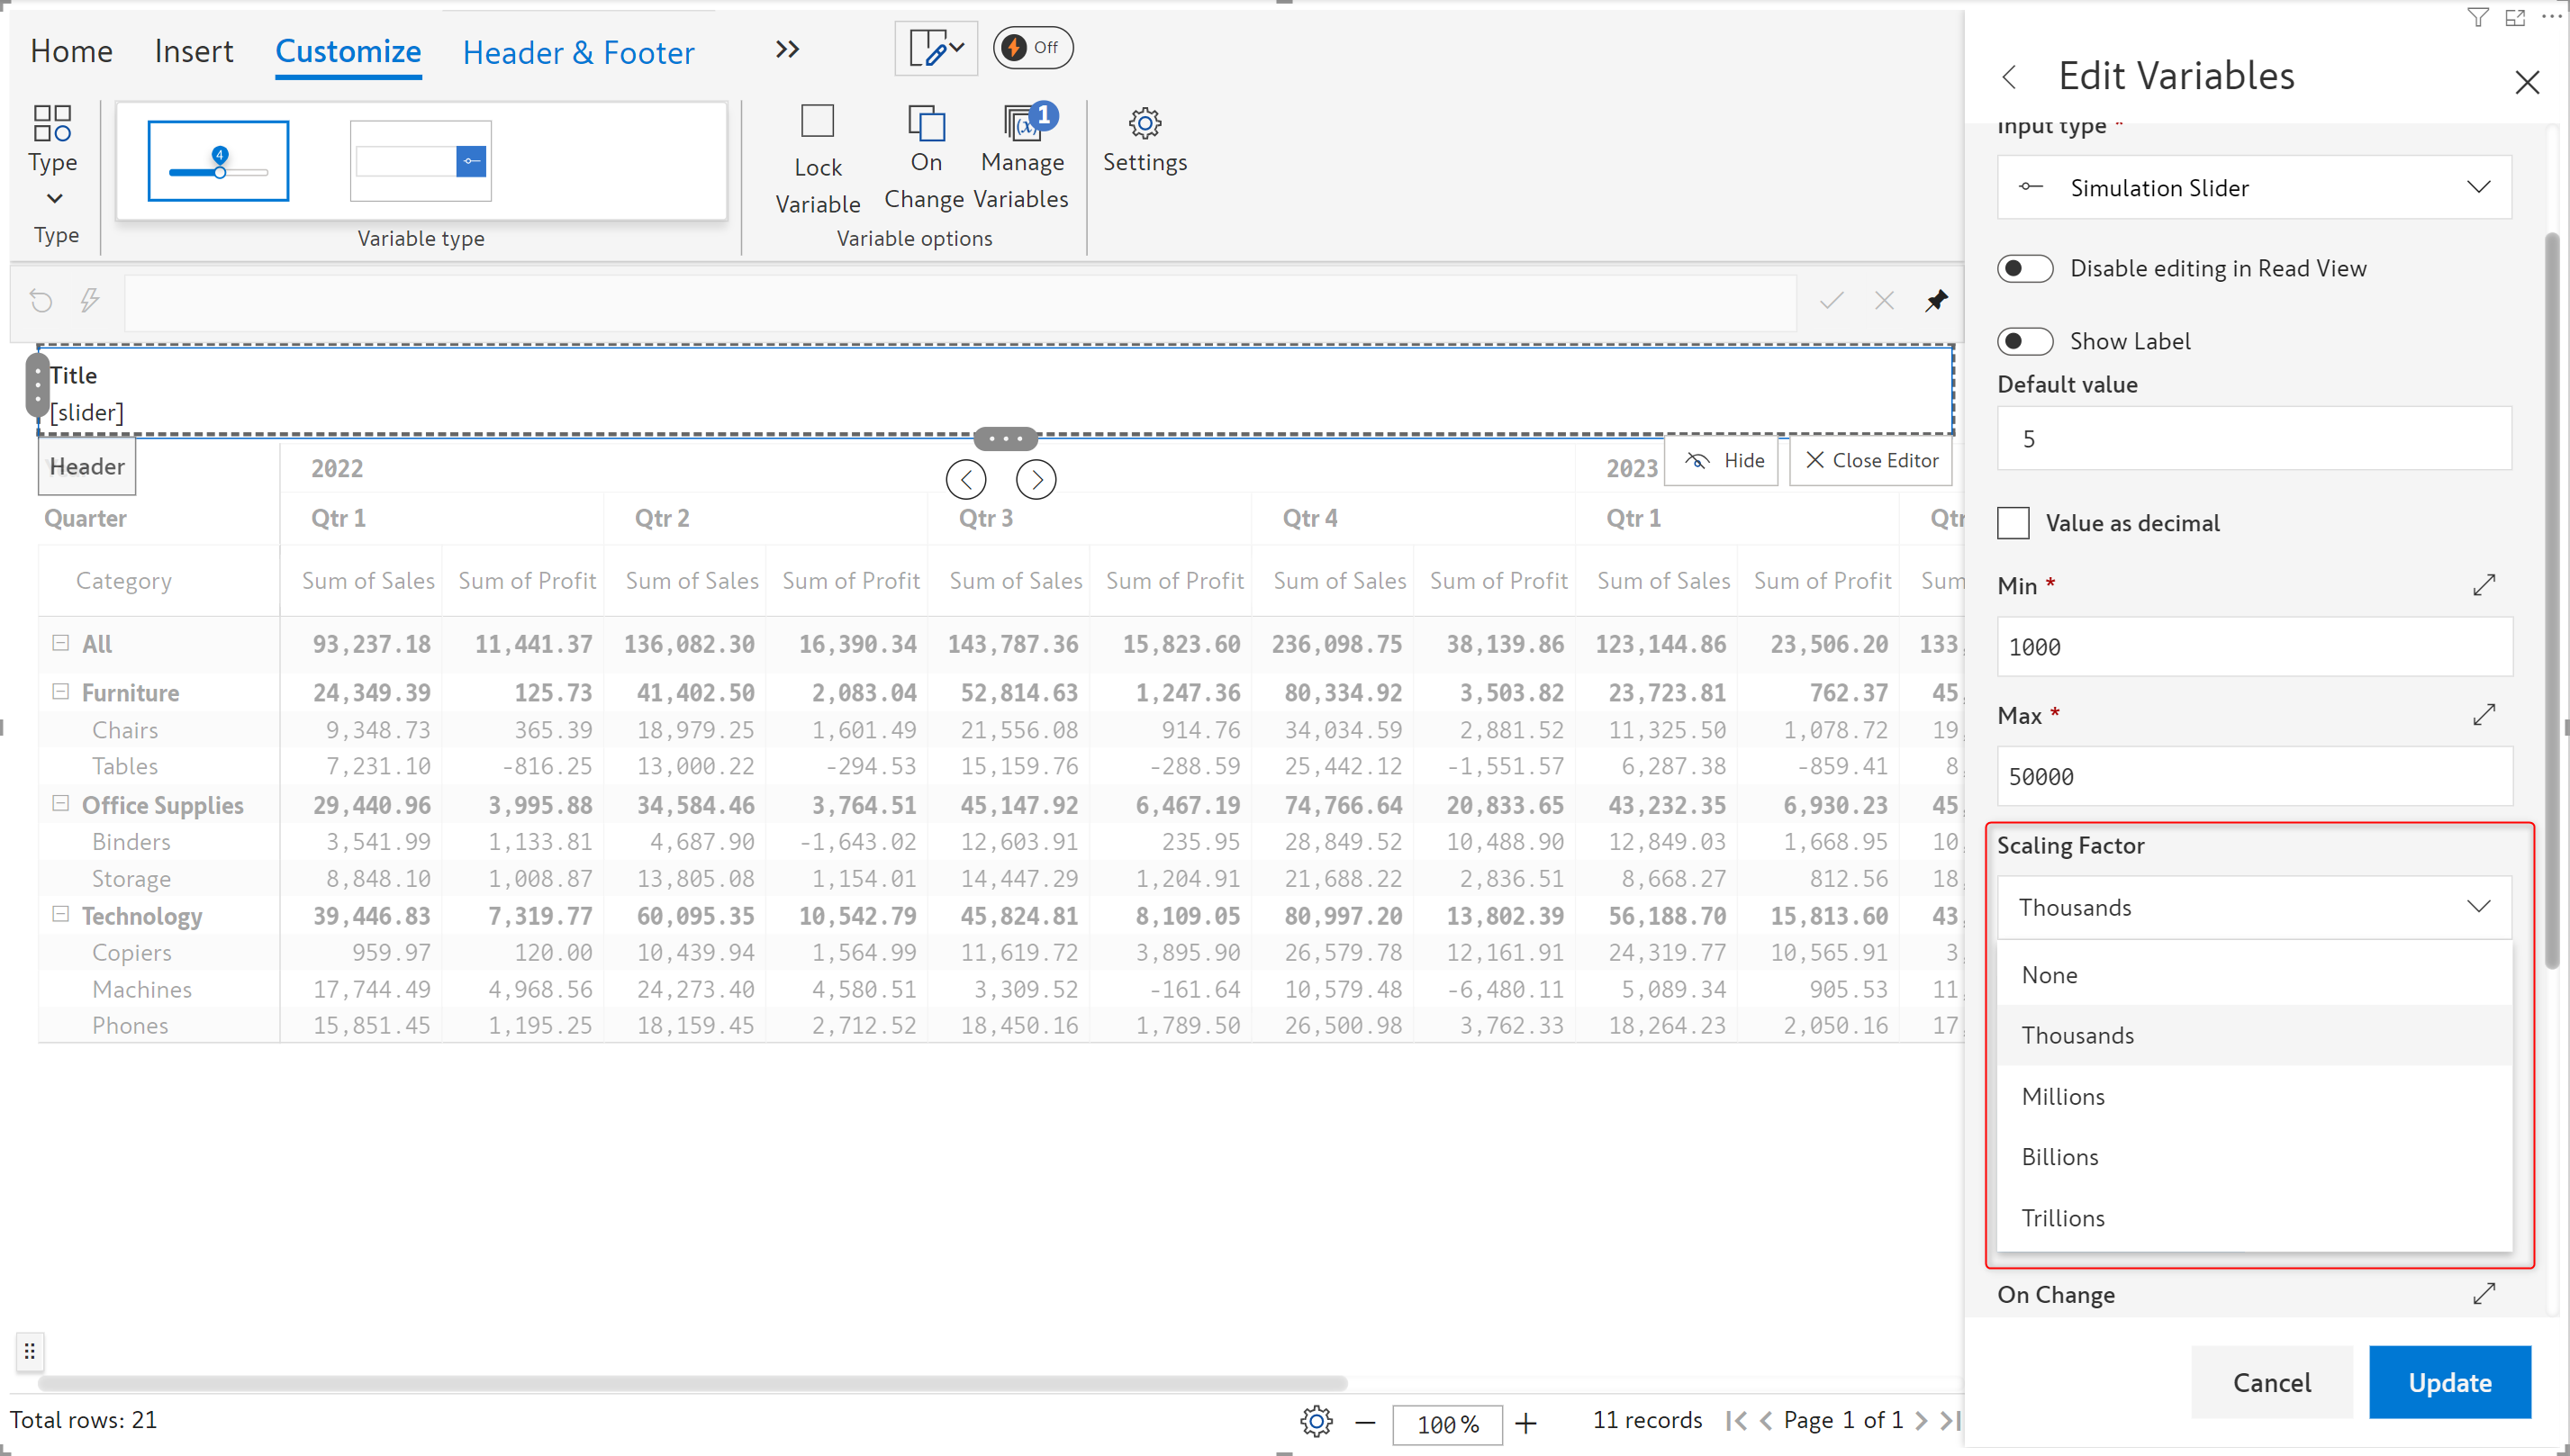 Home Insert Customize Header & Footer
Off
Type
Type
4
Variable type
Lock Variable
On Change
Manage Variables
1
(x)
Variable options
Settings
Title
[slider]
Header
Hide
Close Editor
2022 2023
Quarter Qtr 1 Qtr 2 Qtr 3 Qtr 4 Qtr 1 Qtr
Category Sum of Sales Sum of Profit Sum of Sales Sum of Profit Sum of Sales Sum of Profit Sum of Sales Sum of Profit Sum of Sales Sum of Profit Sum
All 93,237.18 11,441.37 136,082.30 16,390.34 143,787.36 15,823.60 236,098.75 38,139.86 123,144.86 23,506.20 133,
Furniture 24,349.39 125.73 41,402.50 2,083.04 52,814.63 1,247.36 80,334.92 3,503.82 23,723.81 762.37 45,
Chairs 9,348.73 365.39 18,979.25 1,601.49 21,556.08 914.76 34,034.59 2,881.52 11,325.50 1,078.72 19,
Tables 7,231.10 -816.25 13,000.22 -294.53 15,159.76 -288.59 25,442.12 -1,551.57 6,287.38 -859.41 8,
Office Supplies 29,440.96 3,995.88 34,584.46 3,764.51 45,147.92 6,467.19 74,766.64 20,833.65 43,232.35 6,930.23 45,
Binders 3,541.99 1,133.81 4,687.90 -1,643.02 12,603.91 235.95 28,849.52 10,488.90 12,849.03 1,668.95 10,
Storage 8,848.10 1,008.87 13,805.08 1,154.01 14,447.29 1,204.91 21,688.22 2,836.51 8,668.27 812.56 18,
Technology 39,446.83 7,319.77 60,095.35 10,542.79 45,824.81 8,109.05 80,997.20 13,802.39 56,188.70 15,813.60 43,
Copiers 959.97 120.00 10,439.94 1,564.99 11,619.72 3,895.90 26,579.78 12,161.91 24,319.77 10,565.91 3,
Machines 17,744.49 4,968.56 24,273.40 4,580.51 3,309.52 -161.64 10,579.48 -6,480.11 5,089.34 905.53 11,
Phones 15,851.45 1,195.25 18,159.45 2,712.52 18,450.16 1,789.50 26,500.98 3,762.33 18,264.23 2,050.16 17,
Total rows: 21
100 %
11 records
Page 1 of 1
Edit Variables
Input type *
Simulation Slider
Disable editing in Read View
Show Label
Default value
5
Value as decimal
Min *
1000
Max *
50000
Scaling Factor
Thousands
None
Thousands
Millions
Billions
Trillions
On Change
Cancel
Update